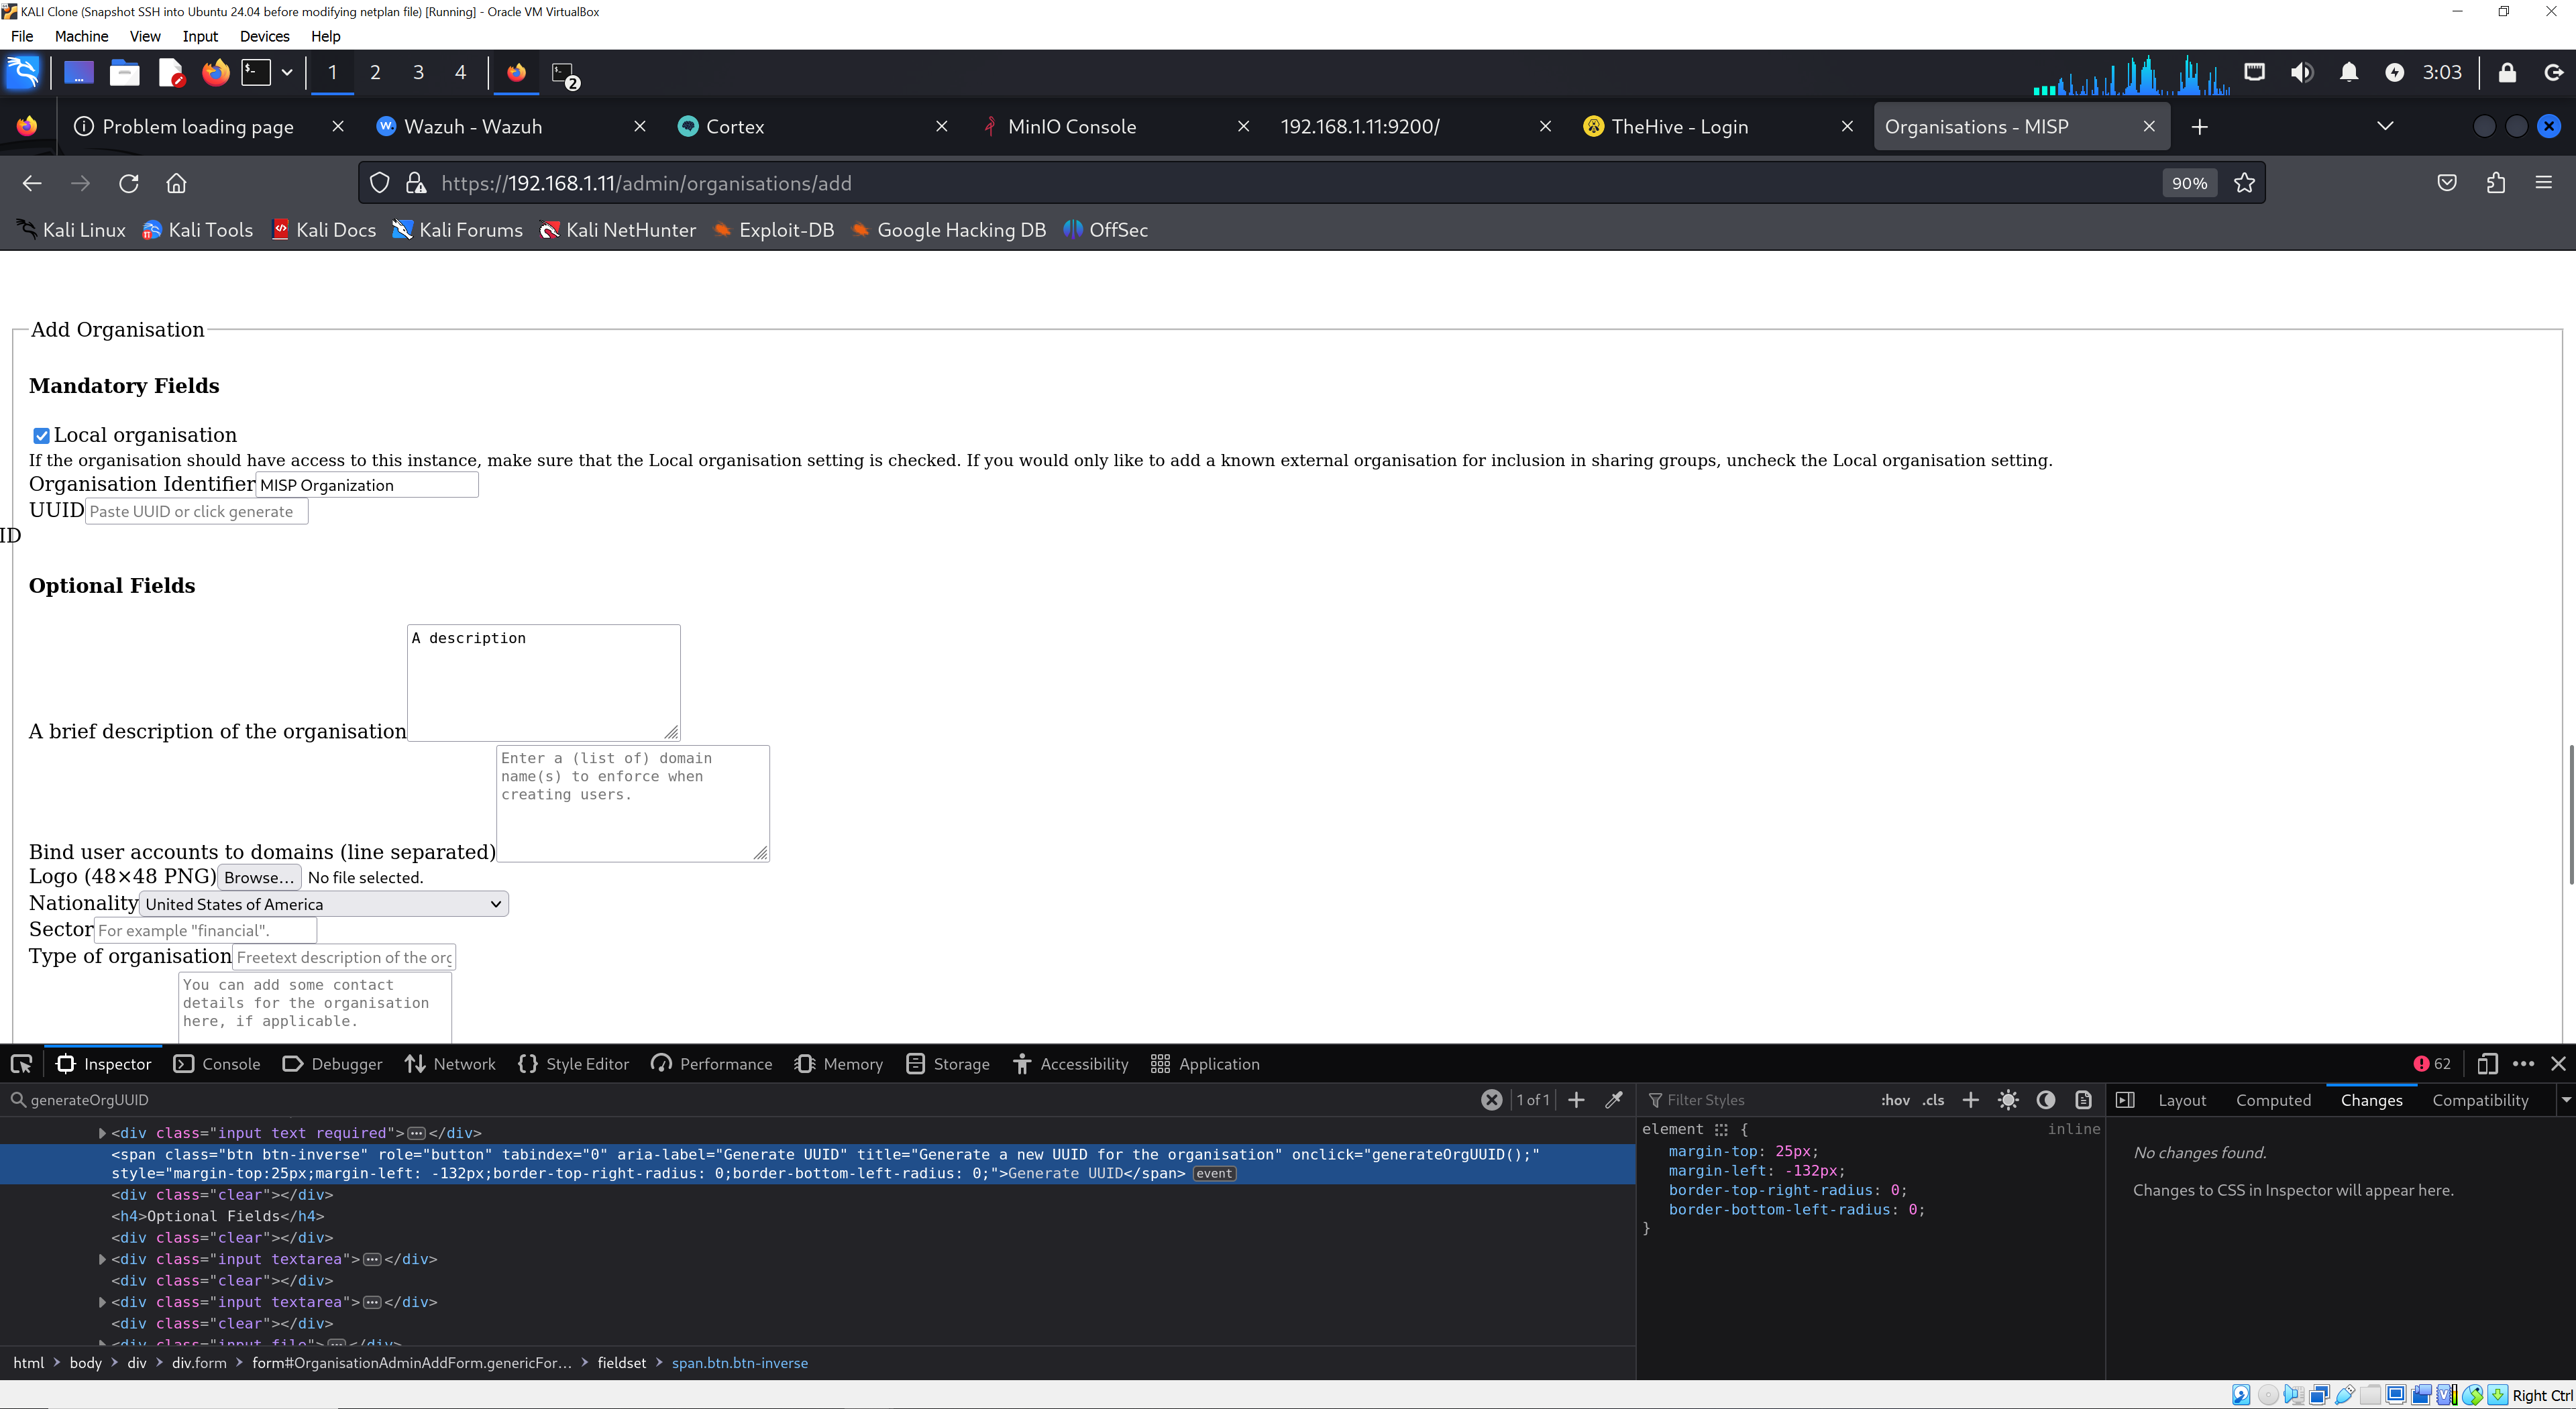 KALI Clone (Snapshot SSH into Ubuntu 24.04 before modifying netplan file) [Running] - Oracle VM VirtualBox
File Machine View Input Devices Help
1 2 3 4 2 3:03
Problem loading page Wazuh - Wazuh Cortex MinIO Console 192.168.1.11:9200/ TheHive - Login Organisations - MISP
https://192.168.1.11/admin/organisations/add 90%
Kali Linux Kali Tools Kali Docs Kali Forums Kali NetHunter Exploit-DB Google Hacking DB OffSec
Add Organisation
Mandatory Fields
Local organisation
If the organisation should have access to this instance, make sure that the Local organisation setting is checked. If you would only like to add a known external organisation for inclusion in sharing groups, uncheck the Local organisation setting.
Organisation Identifier MISP Organization
UUID Paste UUID or click generate
ID
Optional Fields
A description
A brief description of the organisation
Enter a (list of) domain
name(s) to enforce when
creating users.
Bind user accounts to domains (line separated)
Logo (48×48 PNG) Browse... No file selected.
Nationality United States of America
Sector For example "financial".
Type of organisation Freetext description of the org
You can add some contact
details for the organisation
here, if applicable.
Inspector Console Debugger Network Style Editor Performance Memory Storage Accessibility Application 62
generateOrgUUID 1 of 1 Filter Styles :hov .cls Layout Computed Changes Compatibility
<div class="input text required"> </div>
<span class="btn btn-inverse" role="button" tabindex="0" aria-label="Generate UUID" title="Generate a new UUID for the organisation" onclick="generateOrgUUID();"
style="margin-top:25px;margin-left: -132px;border-top-right-radius: 0;border-bottom-left-radius: 0;">Generate UUID</span> event
<div class="clear"></div>
<h4>Optional Fields</h4>
<div class="clear"></div>
<div class="input textarea"> </div>
<div class="clear"></div>
<div class="input textarea"> </div>
<div class="clear"></div>
<div class="input file"> </div>
element { inline
margin-top: 25px;
margin-left: -132px;
border-top-right-radius: 0;
border-bottom-left-radius: 0;
}
No changes found.
Changes to CSS in Inspector will appear here.
html body div div.form form#OrganisationAdminAddForm.genericFor... fieldset span.btn.btn-inverse
Right Ctrl